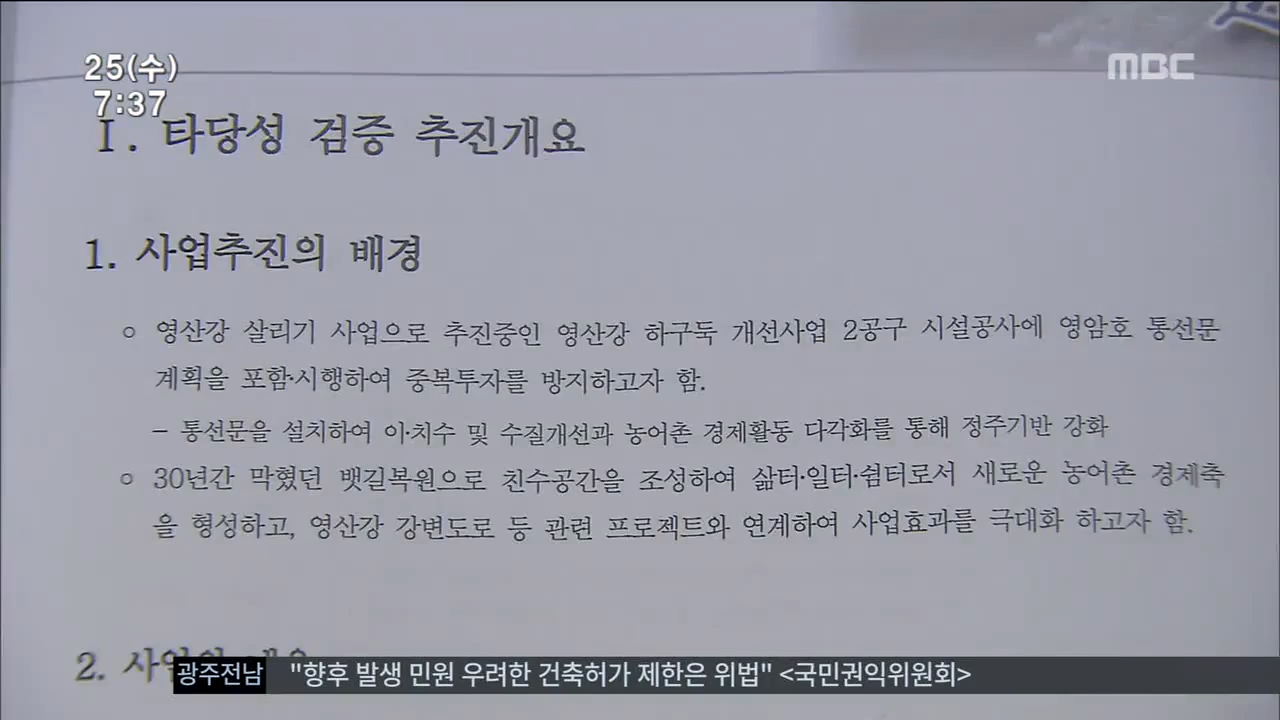 25(수)
7:37
MBC
Ⅰ. 타당성 검증 추진개요
1. 사업추진의 배경
○ 영산강 살리기 사업으로 추진중인 영산강 하구둑 개선사업 2공구 시설공사에 영암호 통선문
계획을 포함·시행하여 중복투자를 방지하고자 함.
- 통선문을 설치하여 이·치수 및 수질개선과 농어촌 경제활동 다각화를 통해 정주기반 강화
○ 30년간 막혔던 뱃길복원으로 친수공간을 조성하여 삶터·일터·쉼터로서 새로운 농어촌 경제축
을 형성하고, 영산강 강변도로 등 관련 프로젝트와 연계하여 사업효과를 극대화 하고자 함.
2.
광주전남 "향후 발생 민원 우려한 건축허가 제한은 위법" <국민권익위원회>